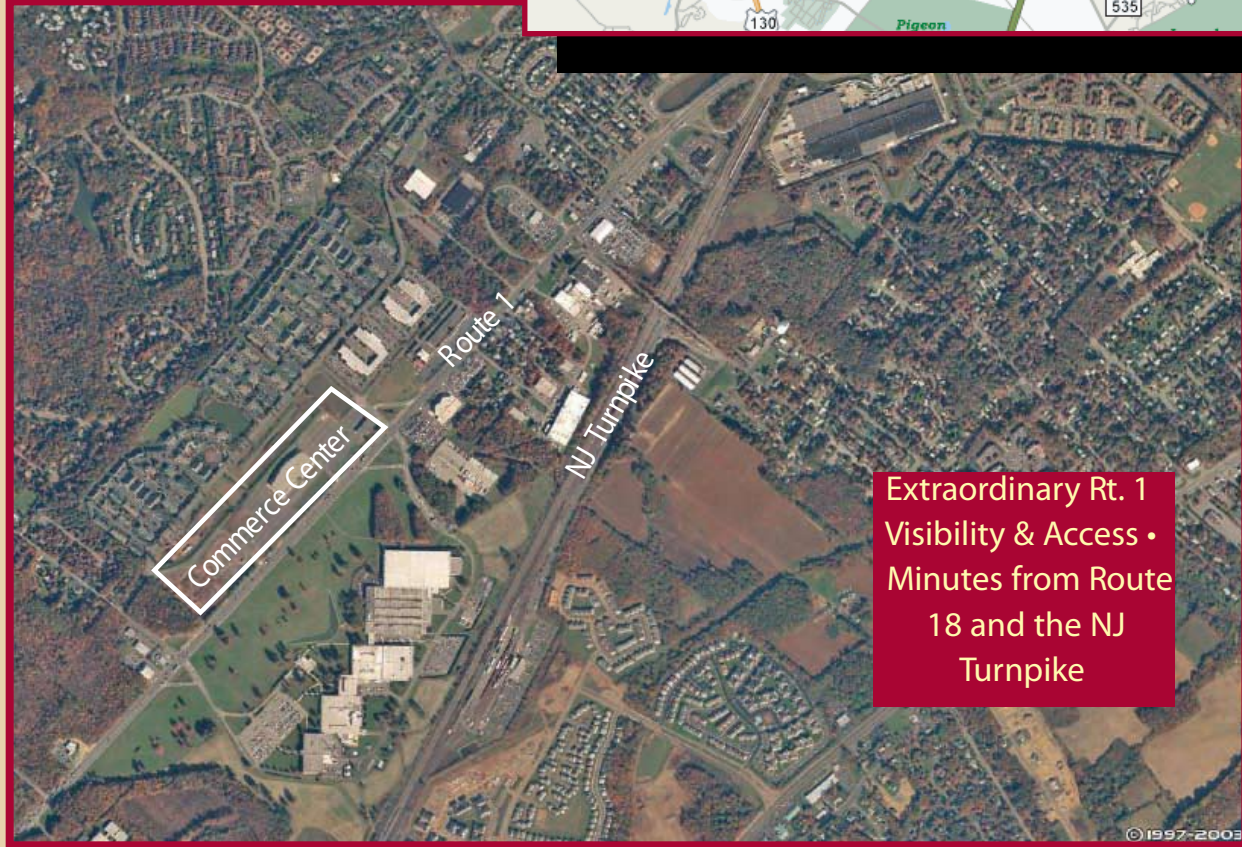 535
130
Pigeon
Route 1
NJ Turnpike
Commerce Center
Extraordinary Rt. 1
Visibility & Access •
Minutes from Route
18 and the NJ
Turnpike
©1997-2003